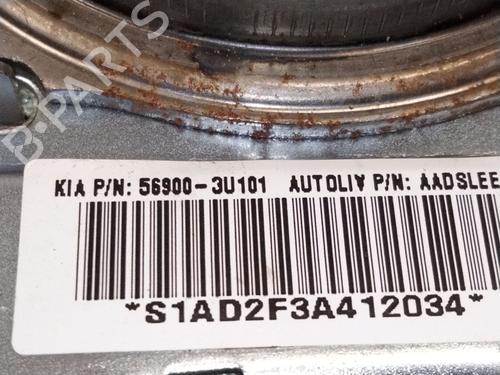 B-PARTS
KIA P/N: 56900-3U101 AUTOLIV P/N: AADSLEE
*S1AD2F3A412034*